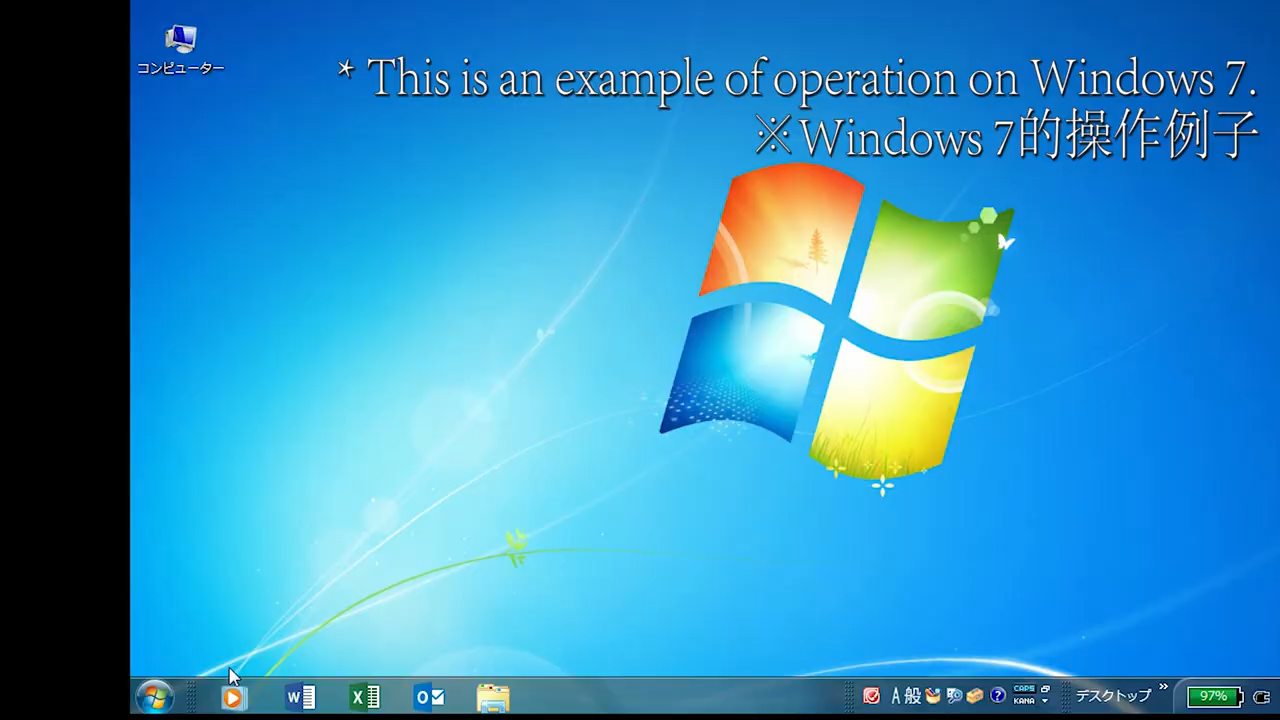 コンピューター
* This is an example of operation on Windows 7.
※Windows 7的操作例子
A 般
CAPS
KANA
デスクトップ
97%